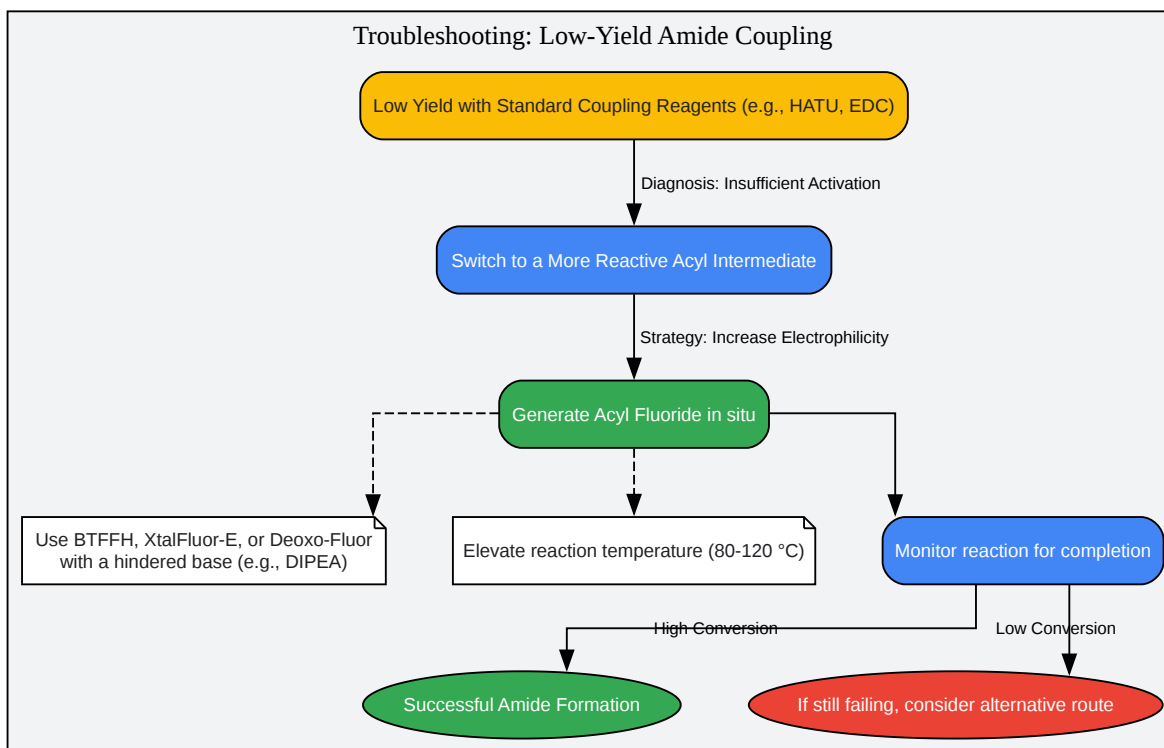 Troubleshooting: Low-Yield Amide Coupling
Low Yield with Standard Coupling Reagents (e.g., HATU, EDC)
Diagnosis: Insufficient Activation
Switch to a More Reactive Acyl Intermediate
Strategy: Increase Electrophilicity
Generate Acyl Fluoride in situ
Use BTFFH, XtalFluor-E, or Deoxo-Fluor
with a hindered base (e.g., DIPEA)
Elevate reaction temperature (80-120 °C)
Monitor reaction for completion
High Conversion
Low Conversion
Successful Amide Formation
If still failing, consider alternative route